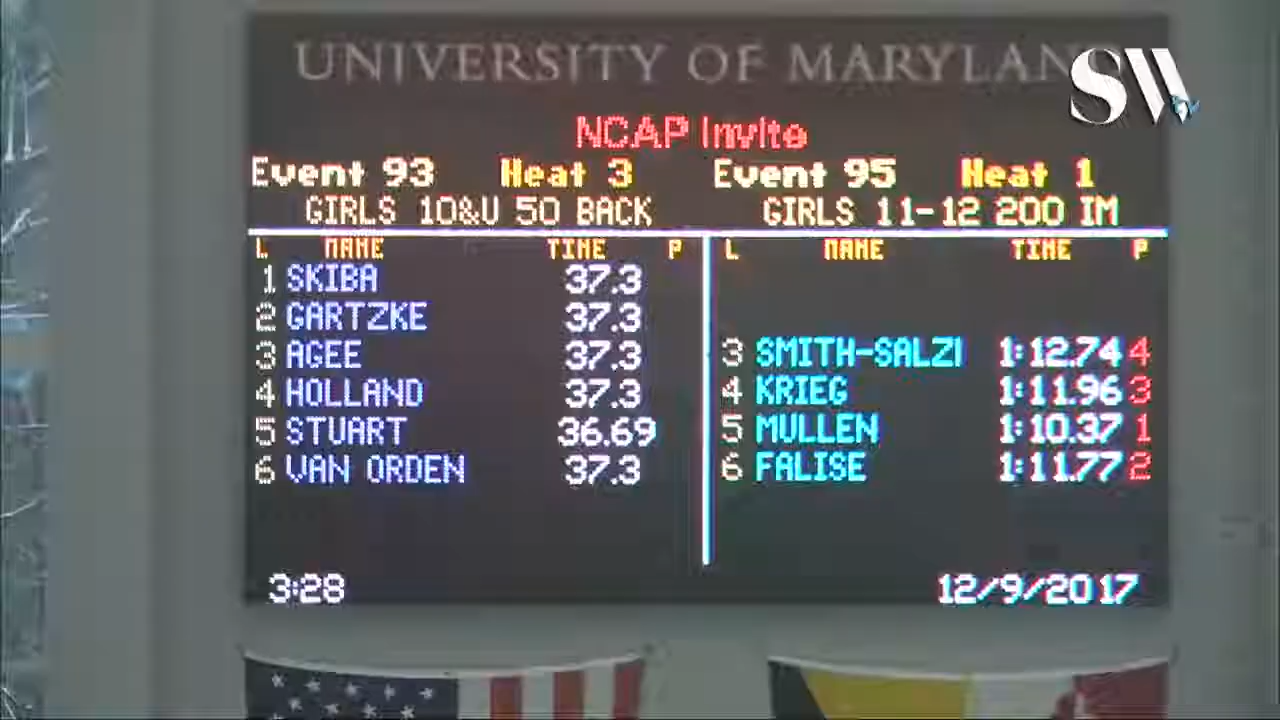 UNIVERSITY OF MARYLAND
SW
TV
NCAP Invite
Event 93 Heat 3 Event 95 Heat 1
GIRLS 10&U 50 BACK GIRLS 11-12 200 IM
L NAME TIME P L NAME TIME P
1 SKIBA 37.3
2 GARTZKE 37.3
3 AGEE 37.3 3 SMITH-SALZI 1:12.74 4
4 HOLLAND 37.3 4 KRIEG 1:11.96 3
5 STUART 36.69 5 MULLEN 1:10.37 1
6 VAN ORDEN 37.3 6 FALISE 1:11.77 2
3:28 12/9/2017